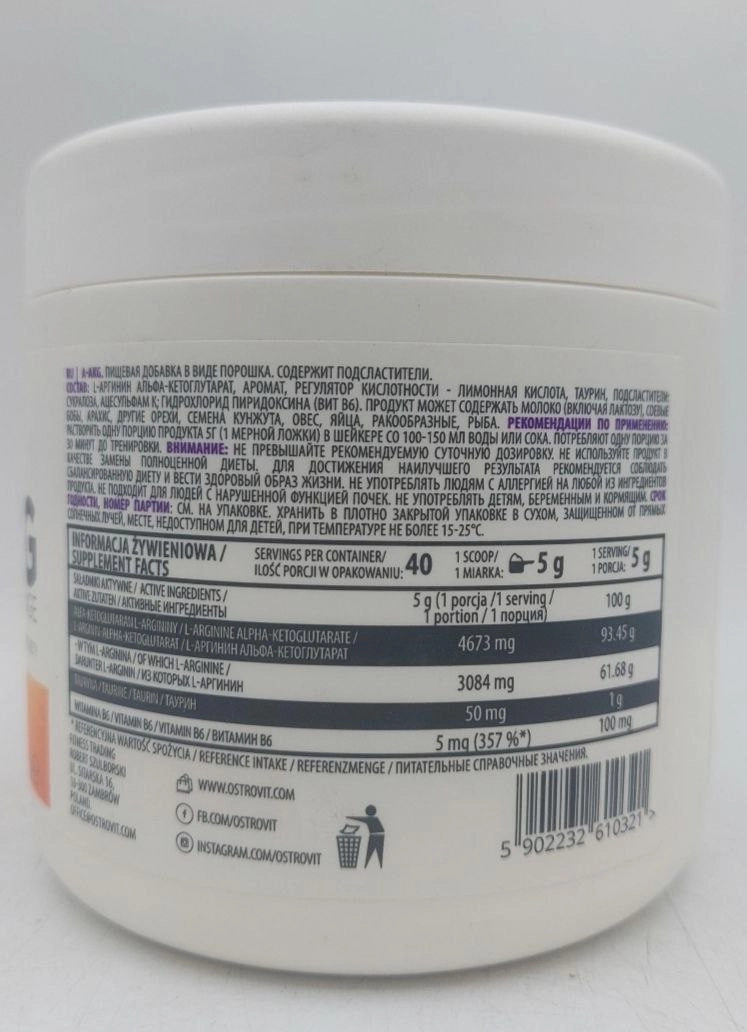 RU | A-AKG. ПИЩЕВАЯ ДОБАВКА В ВИДЕ ПОРОШКА. СОДЕРЖИТ ПОДСЛАСТИТЕЛИ.
СОСТАВ: L-АРГИНИН АЛЬФА-КЕТОГЛУТАРАТ, АРОМАТ, РЕГУЛЯТОР КИСЛОТНОСТИ - ЛИМОННАЯ КИСЛОТА, ТАУРИН, ПОДСЛАСТИТЕЛИ:
СУКРАЛОЗА, АЦЕСУЛЬФАМ К; ГИДРОХЛОРИД ПИРИДОКСИНА (ВИТ B6). ПРОДУКТ МОЖЕТ СОДЕРЖАТЬ МОЛОКО (ВКЛЮЧАЯ ЛАКТОЗУ), СОЕВЫЕ
БОБЫ, АРАХИС, ДРУГИЕ ОРЕХИ, СЕМЕНА КУНЖУТА, ОВЕС, ЯЙЦА, РАКООБРАЗНЫЕ, РЫБА. РЕКОМЕНДАЦИИ ПО ПРИМЕНЕНИЮ:
РАСТВОРИТЬ ОДНУ ПОРЦИЮ ПРОДУКТА 5Г (1 МЕРНОЙ ЛОЖКИ) В ШЕЙКЕРЕ СО 100-150 МЛ ВОДЫ ИЛИ СОКА. ПОТРЕБЛЯЮТ ОДНУ ПОРЦИЮ ЗА
30 МИНУТ ДО ТРЕНИРОВКИ. ВНИМАНИЕ: НЕ ПРЕВЫШАЙТЕ РЕКОМЕНДУЕМУЮ СУТОЧНУЮ ДОЗИРОВКУ. НЕ ИСПОЛЬЗУЙТЕ ПРОДУКТ В
КАЧЕСТВЕ ЗАМЕНЫ ПОЛНОЦЕННОЙ ДИЕТЫ. ДЛЯ ДОСТИЖЕНИЯ НАИЛУЧШЕГО РЕЗУЛЬТАТА РЕКОМЕНДУЕТСЯ СОБЛЮДАТЬ
СБАЛАНСИРОВАННУЮ ДИЕТУ И ВЕСТИ ЗДОРОВЫЙ ОБРАЗ ЖИЗНИ. НЕ УПОТРЕБЛЯТЬ ЛЮДЯМ С АЛЛЕРГИЕЙ НА ЛЮБОЙ ИЗ ИНГРЕДИЕНТОВ
ПРОДУКТА. НЕ ПОДХОДИТ ДЛЯ ЛЮДЕЙ С НАРУШЕННОЙ ФУНКЦИЕЙ ПОЧЕК. НЕ УПОТРЕБЛЯТЬ ДЕТЯМ, БЕРЕМЕННЫМ И КОРМЯЩИМ. СРОК
ГОДНОСТИ, НОМЕР ПАРТИИ: СМ. НА УПАКОВКЕ. ХРАНИТЬ В ПЛОТНО ЗАКРЫТОЙ УПАКОВКЕ В СУХОМ, ЗАЩИЩЕННОМ ОТ ПРЯМЫХ
СОЛНЕЧНЫХ ЛУЧЕЙ, МЕСТЕ, НЕДОСТУПНОМ ДЛЯ ДЕТЕЙ, ПРИ ТЕМПЕРАТУРЕ НЕ БОЛЕЕ 15-25°C.
INFORMACJA ŻYWIENIOWA /
SUPPLEMENT FACTS
SERVINGS PER CONTAINER/
ILOŚĆ PORCJI W OPAKOWANIU: 40
1 SCOOP/
1 MIARKA: 5 g
1 SERVING/
1 PORCJA: 5 g
SKŁADNIKI AKTYWNE / ACTIVE INGREDIENTS /
AKTIVE ZUTATEN / АКТИВНЫЕ ИНГРЕДИЕНТЫ
5 g (1 porcja /1 serving /
1 portion / 1 порция)
100 g
ALFA-KETOGLUTARAN L-ARGININY / L-ARGININE ALPHA-KETOGLUTARATE /
L-ARGININ-ALPHA-KETOGLUTARAT / L-АРГИНИН АЛЬФА-КЕТОГЛУТАРАТ
4673 mg
93.45 g
- W TYM L-ARGININA / OF WHICH L-ARGININE /
DARUNTER L-ARGININ / ИЗ КОТОРЫХ L-АРГИНИН
3084 mg
61.68 g
TAURYNA / TAURINE / TAURIN / ТАУРИН
50 mg
1 g
WITAMINA B6 / VITAMIN B6 / VITAMIN B6 / ВИТАМИН B6
5 mg (357 %*)
100 mg
* REFERENCYJNA WARTOŚĆ SPOŻYCIA / REFERENCE INTAKE / REFERENZMENGE / ПИТАТЕЛЬНЫЕ СПРАВОЧНЫЕ ЗНАЧЕНИЯ.
FITNESS TRADING
ROBERT SZULBORSKI
UL. SITARSKA 16,
18-300 ZAMBRÓW
POLAND.
OFFICE@OSTROVIT.COM
WWW.OSTROVIT.COM
FB.COM/OSTROVIT
INSTAGRAM.COM/OSTROVIT
5 902232 610321 >